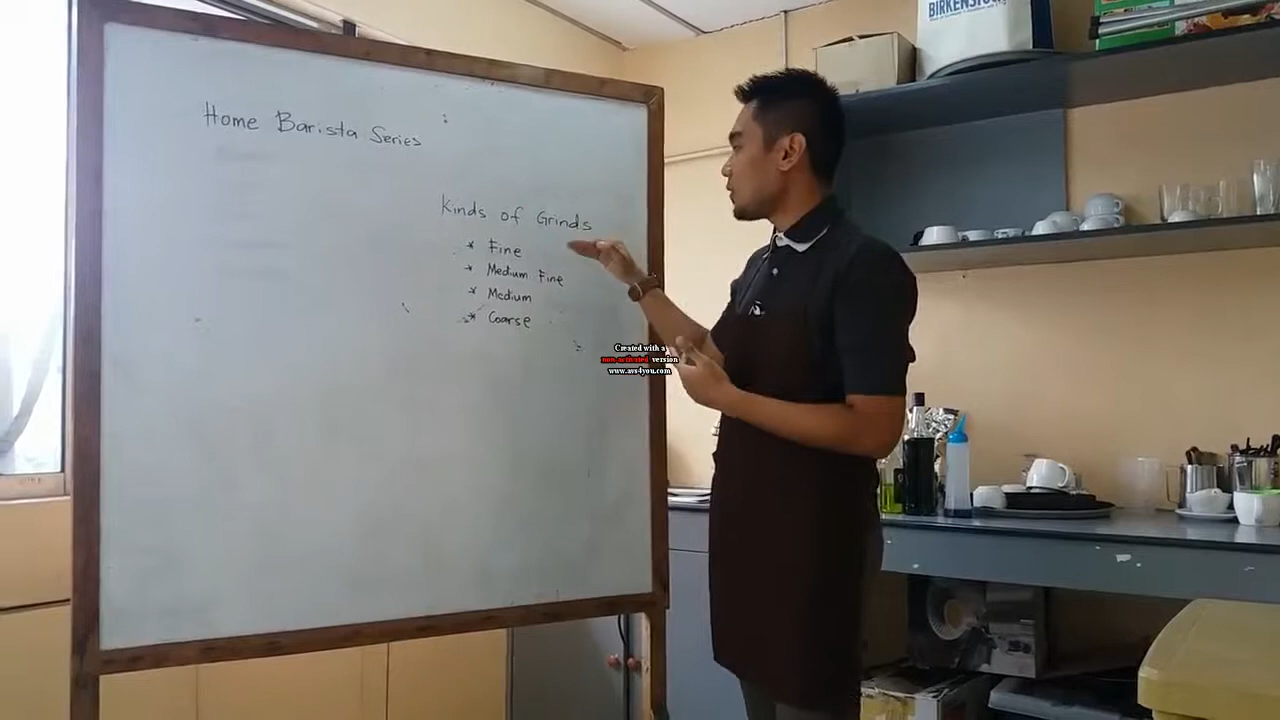 BIRKENSTOCK
Home Barista Series
Kinds of Grinds
* Fine
* Medium Fine
* Medium
* Coarse
Created with a
non-activated version
www.avs4you.com